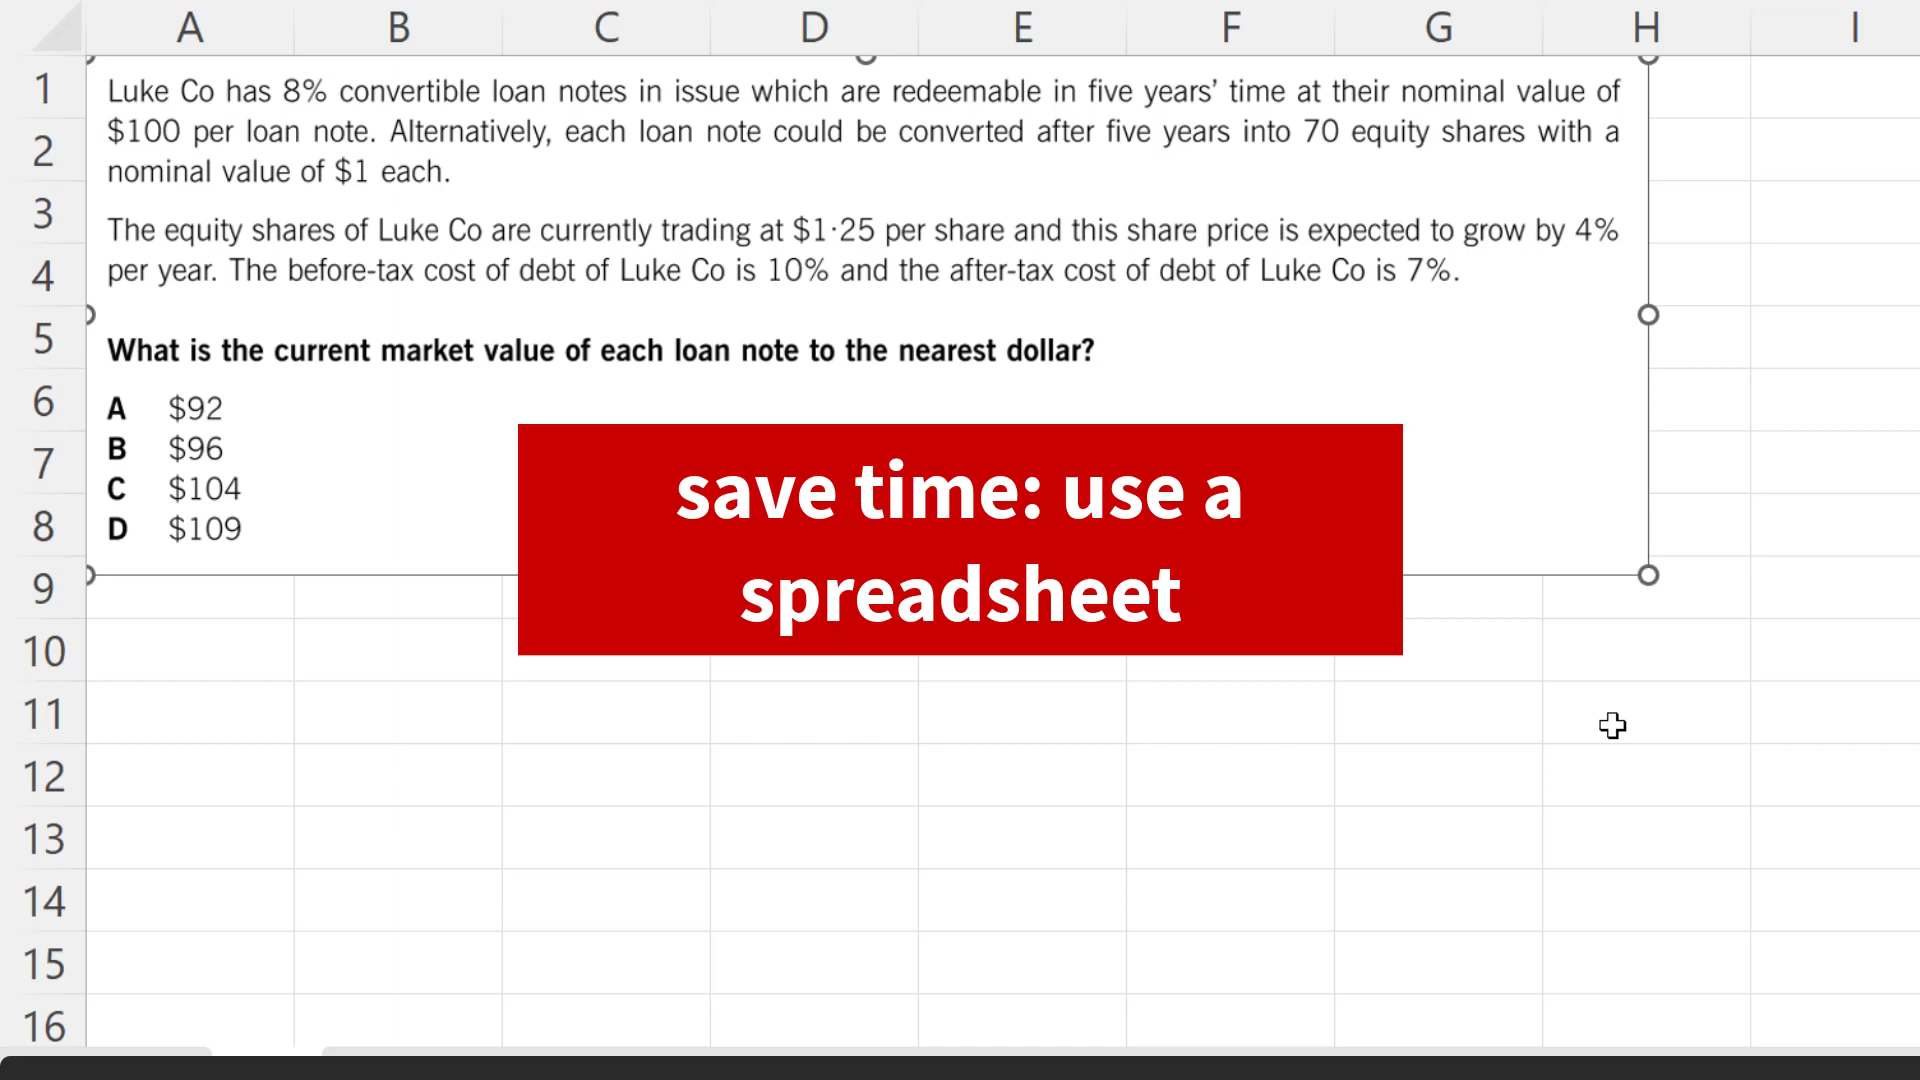 A B C D E F G H I
1
2
3
4
5
6
7
8
9
10
11
12
13
14
15
16
Luke Co has 8% convertible loan notes in issue which are redeemable in five years’ time at their nominal value of
$100 per loan note. Alternatively, each loan note could be converted after five years into 70 equity shares with a
nominal value of $1 each.
The equity shares of Luke Co are currently trading at $1·25 per share and this share price is expected to grow by 4%
per year. The before-tax cost of debt of Luke Co is 10% and the after-tax cost of debt of Luke Co is 7%.
What is the current market value of each loan note to the nearest dollar?
A $92
B $96
C $104
D $109
save time: use a
spreadsheet